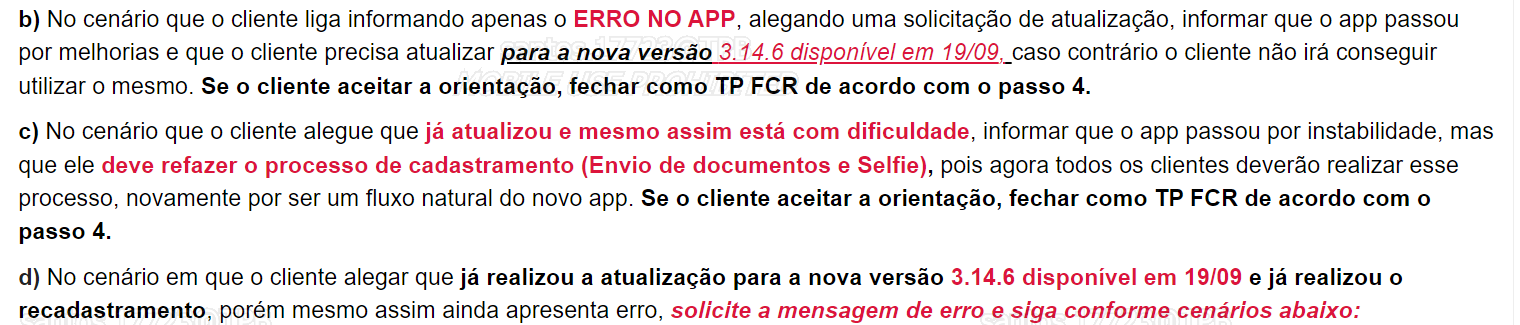 b) No cenário que o cliente liga informando apenas o ERRO NO APP, alegando uma solicitação de atualização, informar que o app passou
por melhorias e que o cliente precisa atualizar para a nova versão 3.14.6 disponível em 19/09, caso contrário o cliente não irá conseguir
utilizar o mesmo. Se o cliente aceitar a orientação, fechar como TP FCR de acordo com o passo 4.
c) No cenário que o cliente alegue que já atualizou e mesmo assim está com dificuldade, informar que o app passou por instabilidade, mas
que ele deve refazer o processo de cadastramento (Envio de documentos e Selfie), pois agora todos os clientes deverão realizar esse
processo, novamente por ser um fluxo natural do novo app. Se o cliente aceitar a orientação, fechar como TP FCR de acordo com o
passo 4.
d) No cenário em que o cliente alegar que já realizou a atualização para a nova versão 3.14.6 disponível em 19/09 e já realizou o
recadastramento, porém mesmo assim ainda apresenta erro, solicite a mensagem de erro e siga conforme cenários abaixo: